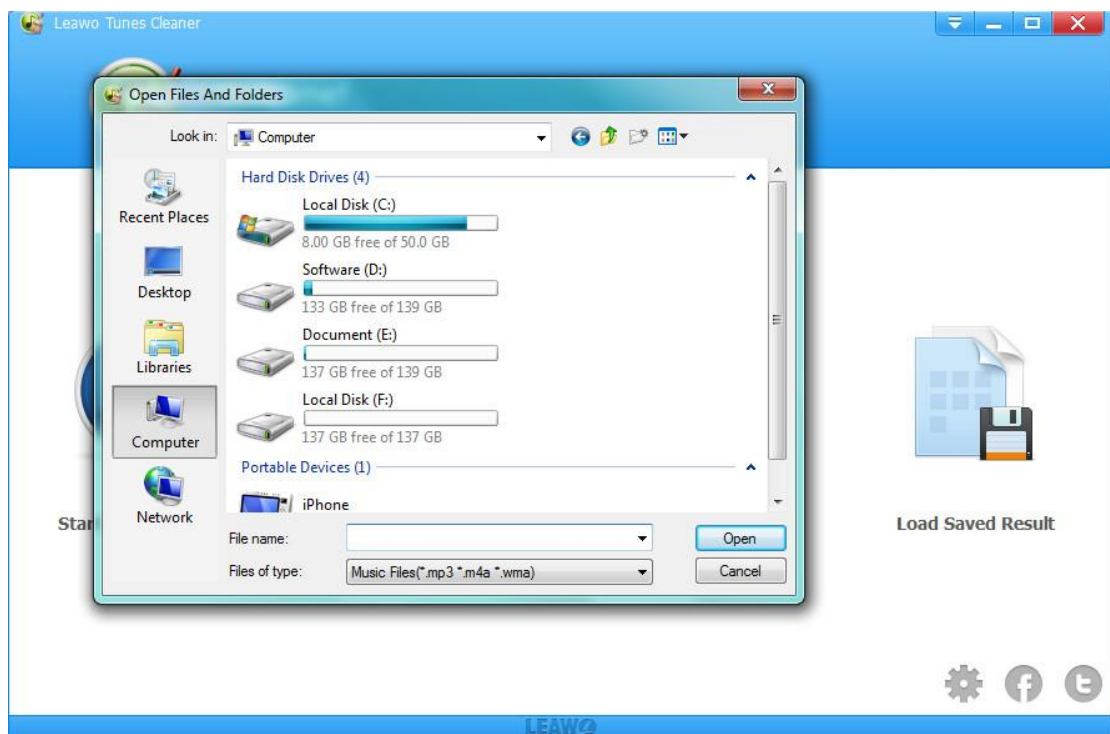 Leawo Tunes Cleaner
Open Files And Folders
Look in:
Computer
Recent Places
Desktop
Libraries
Computer
Network
Hard Disk Drives (4)
Local Disk (C:)
8.00 GB free of 50.0 GB
Software (D:)
133 GB free of 139 GB
Document (E:)
137 GB free of 139 GB
Local Disk (F:)
137 GB free of 137 GB
Portable Devices (1)
iPhone
File name:
Open
Files of type:
Music Files(*.mp3 *.m4a *.wma)
Cancel
Star
Load Saved Result
LEAWO